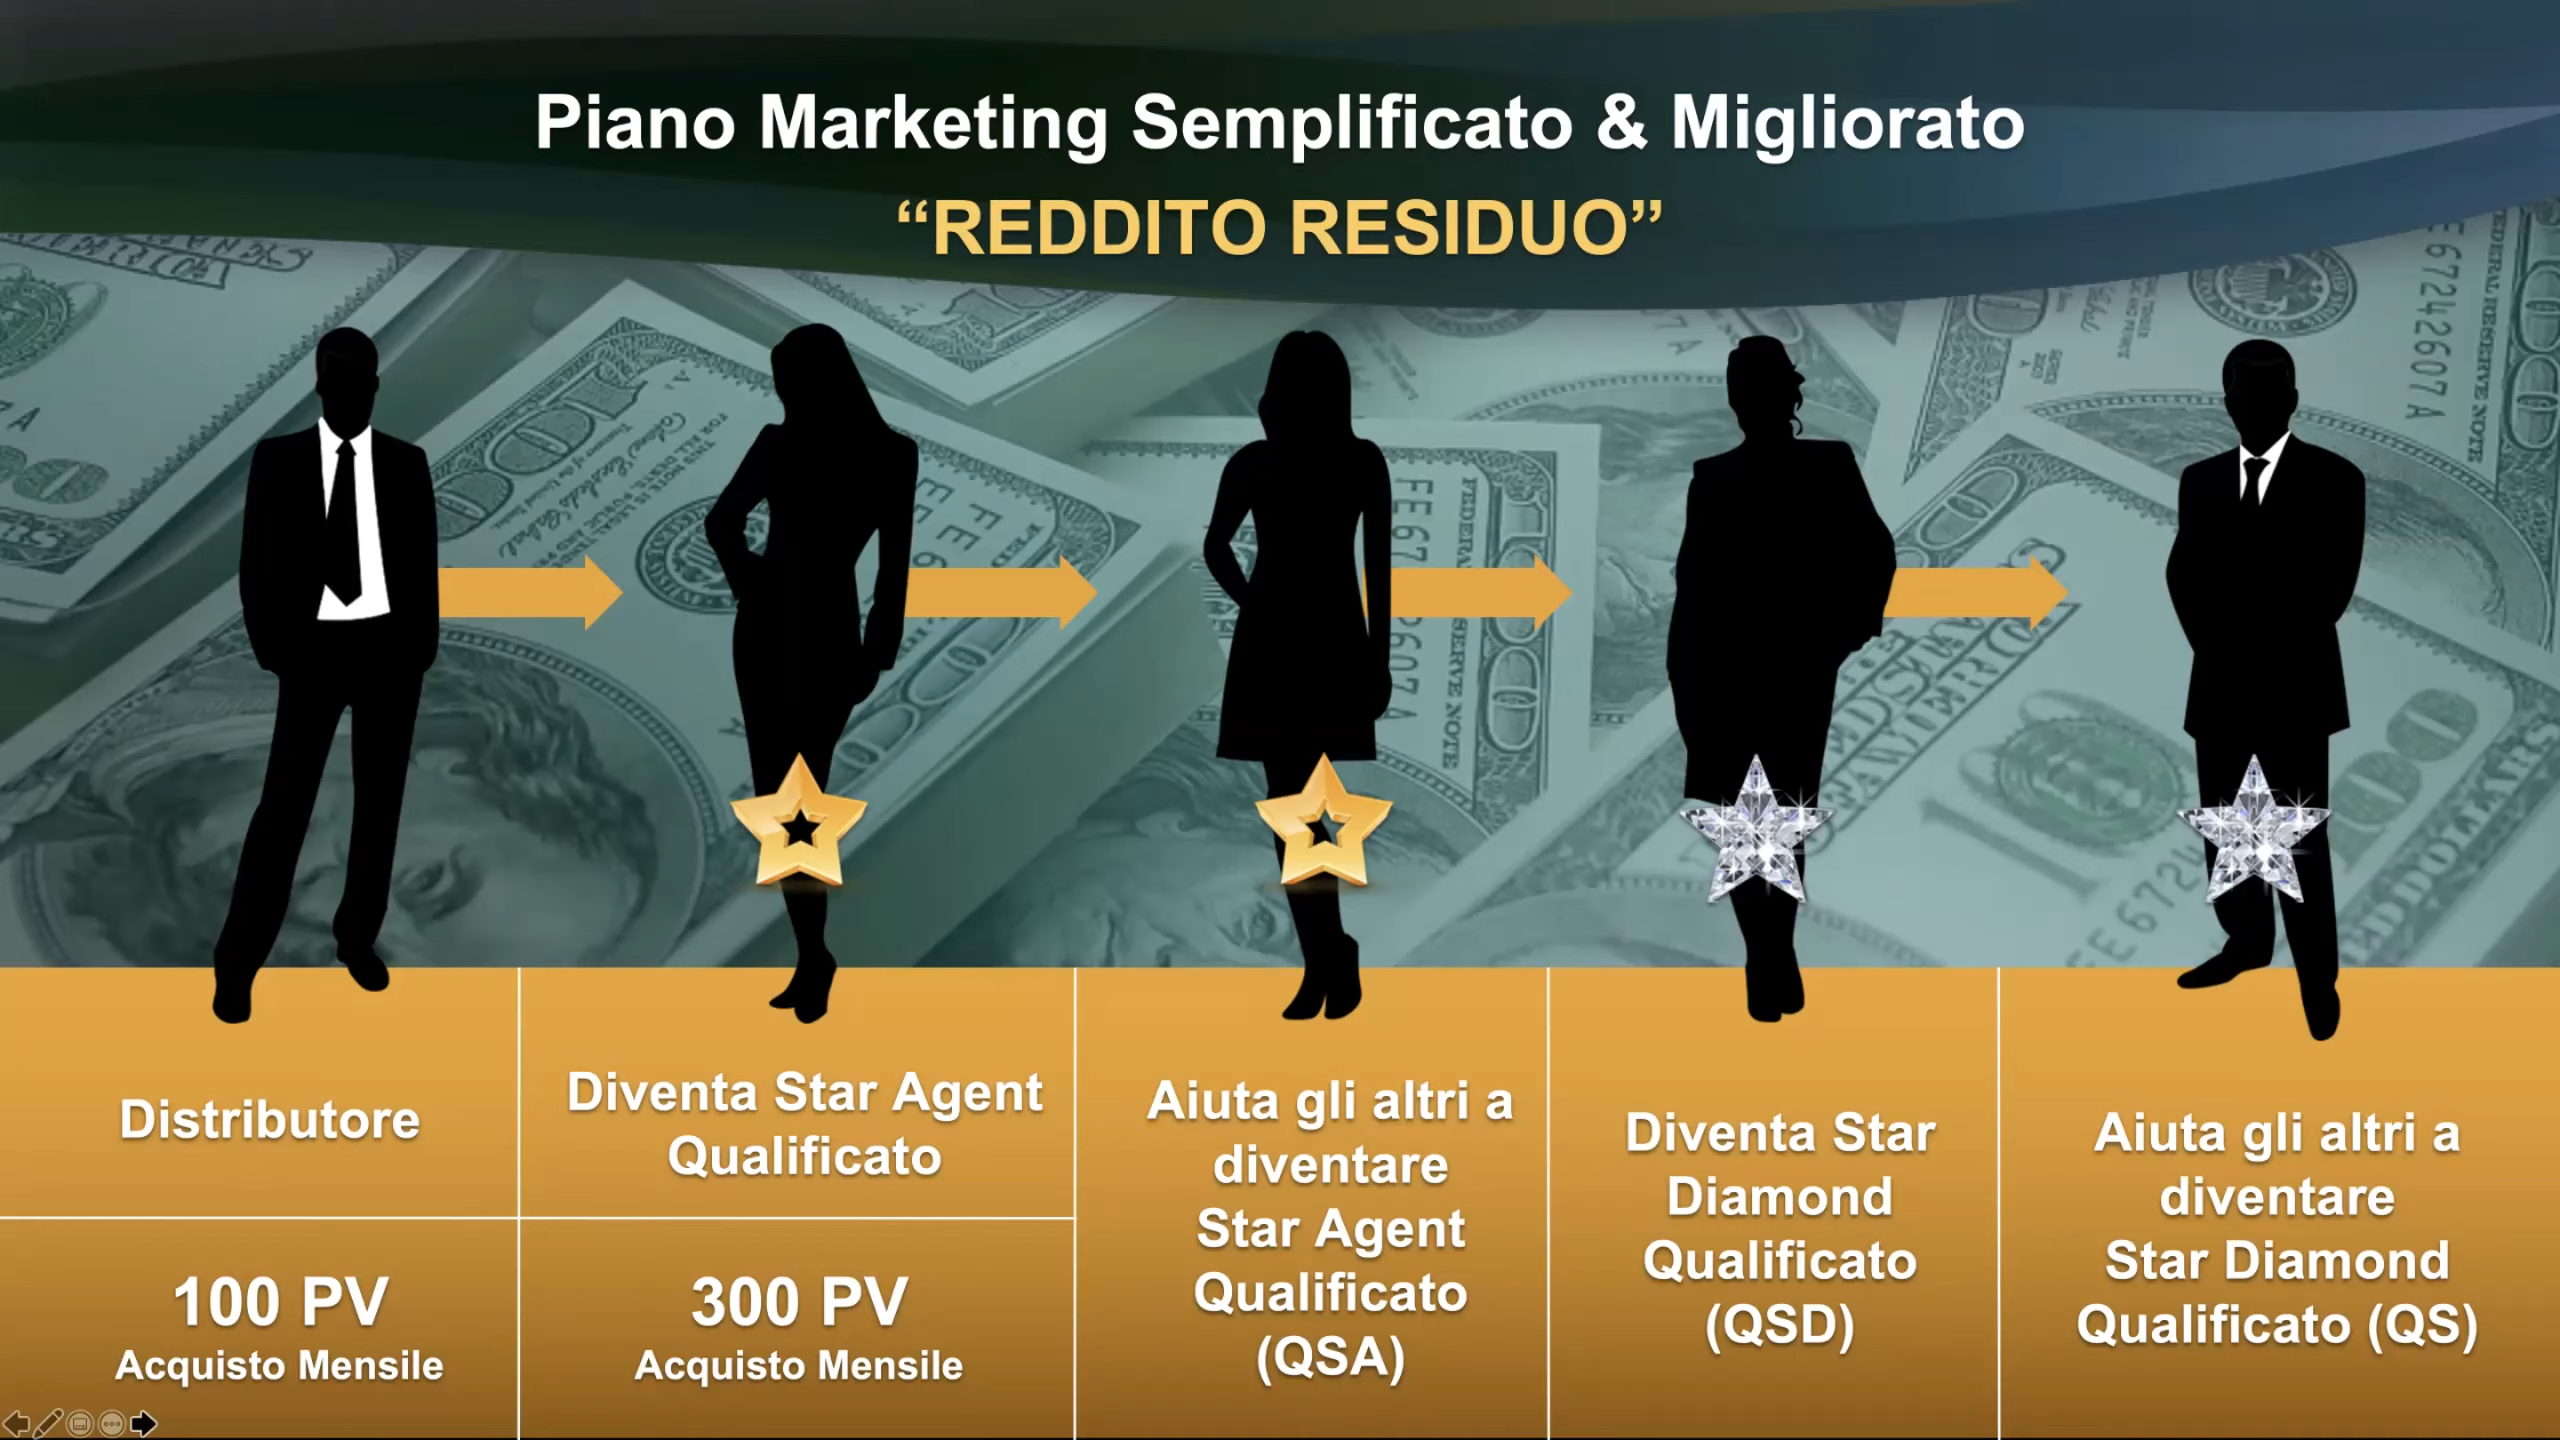 Piano Marketing Semplificato & Migliorato
“REDDITO RESIDUO”
Distributore
100 PV
Acquisto Mensile
Diventa Star Agent
Qualificato
300 PV
Acquisto Mensile
Aiuta gli altri a
diventare
Star Agent
Qualificato
(QSA)
Diventa Star
Diamond
Qualificato
(QSD)
Aiuta gli altri a
diventare
Star Diamond
Qualificato (QS)